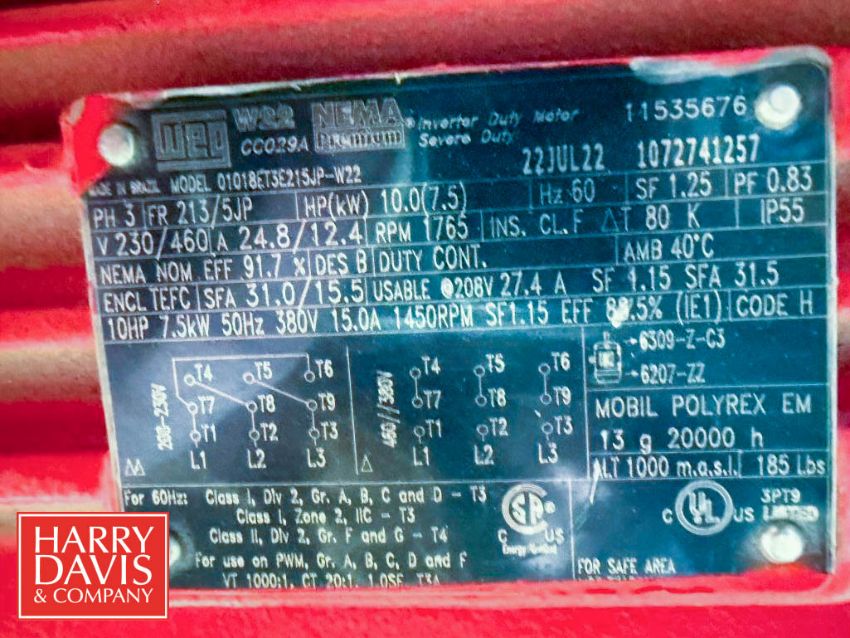 WEG W22 NEMA Premium® Inverter Duty Motor 11535676
CC029A Severe Duty
22JUL22 1072741257
MADE IN BRAZIL MODEL 01018ET3E215JP-W22
PH 3 FR 213/5JP HP(kW) 10.0(7.5) Hz 60 SF 1.25 PF 0.83
V 230/460 A 24.8/12.4 RPM 1765 INS. CL. F ΔT 80 K IP55
NEMA NOM EFF 91.7 % DES B DUTY CONT. AMB 40°C
ENCL TEFC SFA 31.0/15.5 USABLE @208V 27.4 A SF 1.15 SFA 31.5
10HP 7.5kW 50Hz 380V 15.0A 1450RPM SF1.15 EFF .5% (IE1) CODE H
T4 T5 T6
T7 T8 T9
T1 T2 T3
L1 L2 L3
208-230V
460//380V
T4 T5 T6
T7 T8 T9
T1 T2 T3
L1 L2 L3
6309-Z-C3
6207-ZZ
MOBIL POLYREX EM
13 g 20000 h
ALT 1000 m.a.s.l. 185 Lbs
For 60Hz: Class I, Div 2, Gr. A, B, C and D - T3
Class I, Zone 2, IIC - T3
Class II, Div 2, Gr. F and G - T4
For use on PWM, Gr. A, B, C, D and F
VT 1000:1, CT 20:1, 1.0SF, T3A
SA®
C US
Energy Verified
C UL US 3PT9
LISTED
FOR SAFE AREA
HARRY
DAVIS
& COMPANY